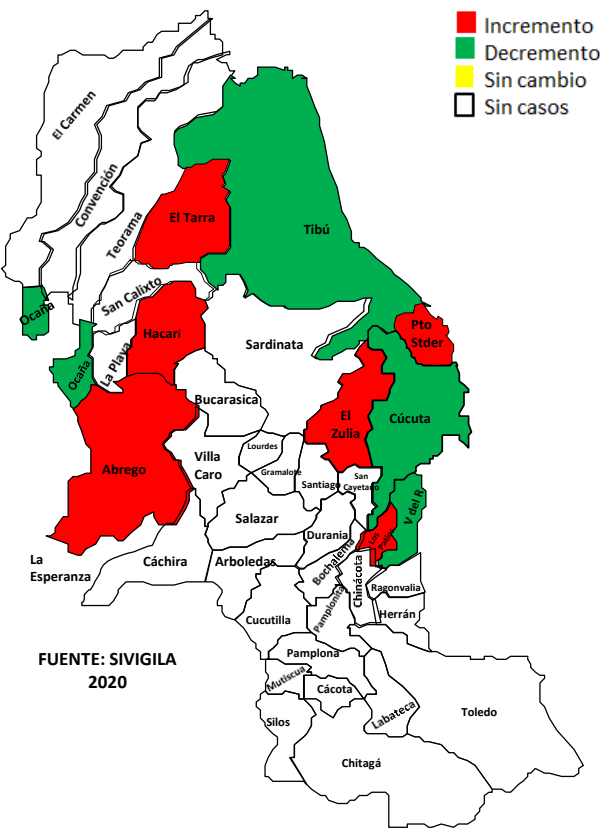 Incremento
Decremento
Sin cambio
Sin casos
El Carmen
Convención
Teorama
El Tarra
Tibú
San Calixto
Ocaña
Hacarí
Pto
Stder
Sardinata
La Playa
Ocaña
Bucarasica
El
Zulia
Cúcuta
Lourdes
Villa
Caro
Gramalote
Abrego
Santiago
San
Cayetano
V del R
Salazar
Durania
Los
Patios
La
Esperanza
Cáchira
Arboledas
Bochalema
Chinácota
Ragonvalia
Pamplonita
Herrán
Cucutilla
FUENTE: SIVIGILA
2020
Pamplona
Mutiscua
Cácota
Labateca
Toledo
Silos
Chitagá